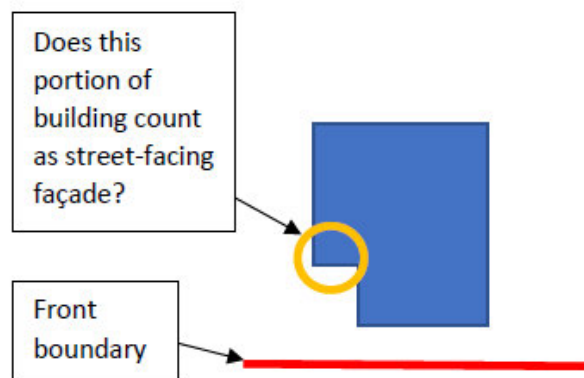 Does this
portion of
building count
as street-facing
façade?
Front
boundary